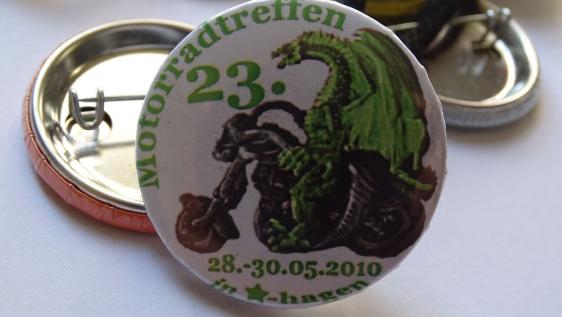 Motorradtreffen
23.
28.-30.05.2010
in ★-hagen